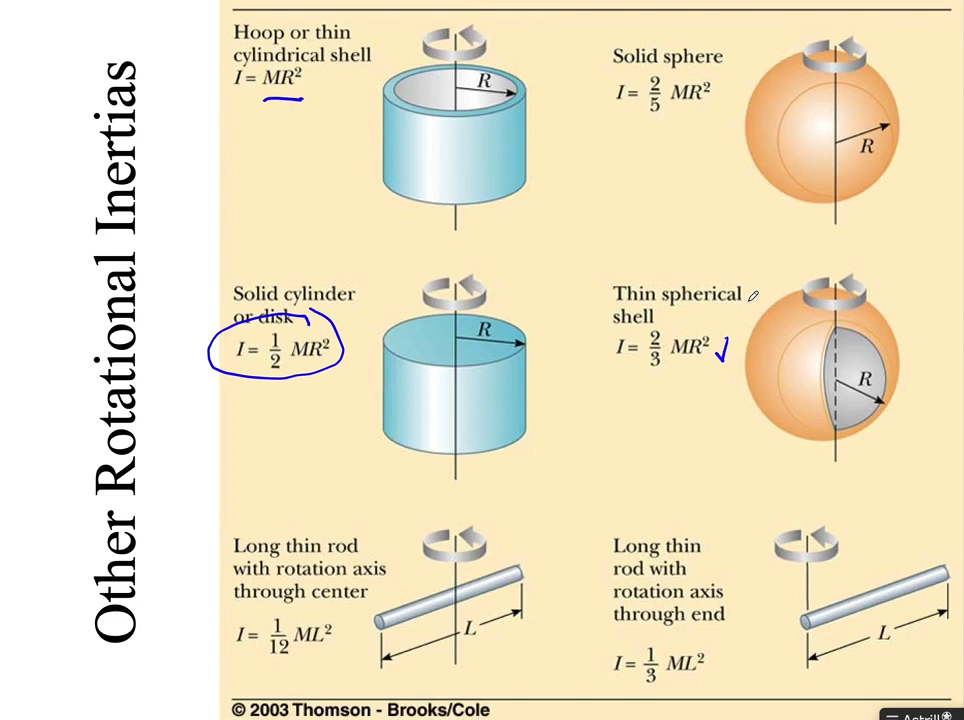 Other Rotational Inertias
Hoop or thin
cylindrical shell
I = MR²
R
Solid sphere
I = 2/5 MR²
R
Solid cylinder
or disk
I = 1/2 MR²
R
Thin spherical
shell
I = 2/3 MR²
R
Long thin rod
with rotation axis
through center
I = 1/12 ML²
L
Long thin
rod with
rotation axis
through end
I = 1/3 ML²
L
© 2003 Thomson - Brooks/Cole